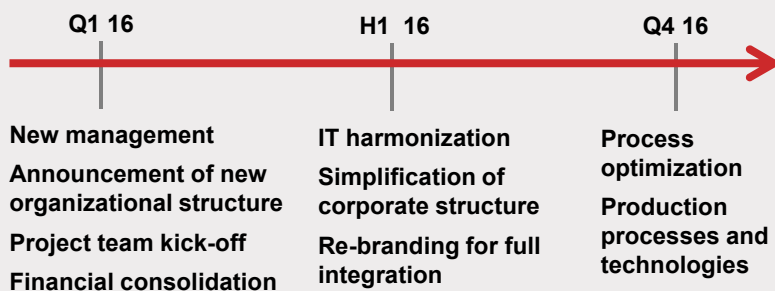 Q1 16
H1 16
Q4 16
New management
Announcement of new
organizational structure
Project team kick-off
Financial consolidation
IT harmonization
Simplification of
corporate structure
Re-branding for full
integration
Process
optimization
Production
processes and
technologies